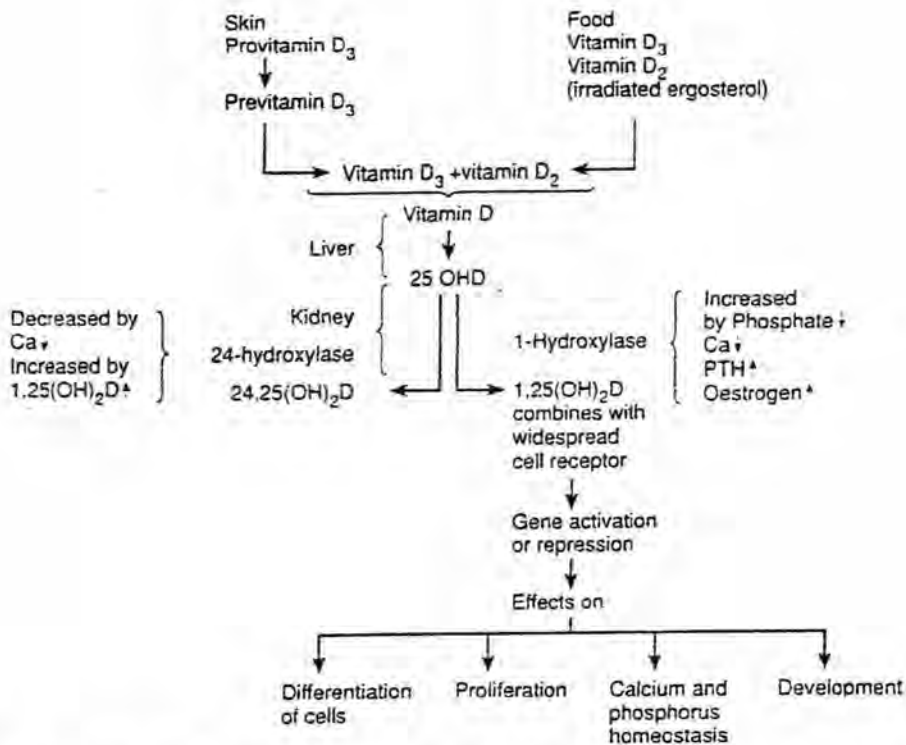 Skin
Provitamin D₃
Previtamin D₃
Food
Vitamin D₃
Vitamin D₂
(irradiated ergosterol)
Vitamin D₃ +vitamin D₂
Vitamin D
Liver
25 OHD
Decreased by
Ca▼
Increased by
1,25(OH)₂D▲
Kidney
24-hydroxylase
24,25(OH)₂D
1-Hydroxylase
Increased
by Phosphate▼
Ca▼
PTH▲
Oestrogen▲
1,25(OH)₂D
combines with
widespread
cell receptor
Gene activation
or repression
Effects on
Differentiation
of cells
Proliferation
Calcium and
phosphorus
homeostasis
Development